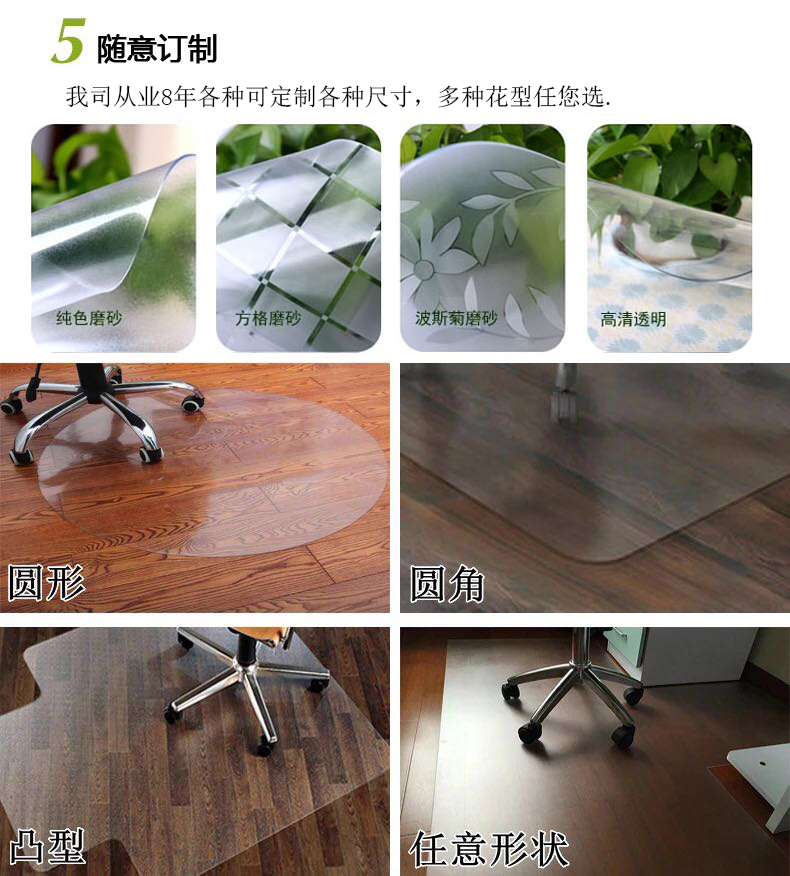 5 随意订制
我司从业8年各种可定制各种尺寸，多种花型任您选.
纯色磨砂
方格磨砂
波斯菊磨砂
高清透明
圆形
圆角
凸型
任意形状